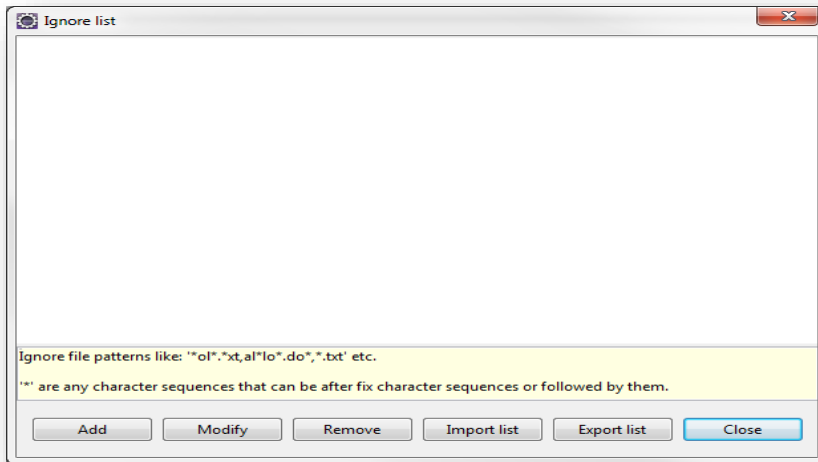 Ignore list
Ignore file patterns like: '*ol*.*xt,al*lo*.do*,*.txt' etc.
'*' are any character sequences that can be after fix character sequences or followed by them.
Add Modify Remove Import list Export list Close